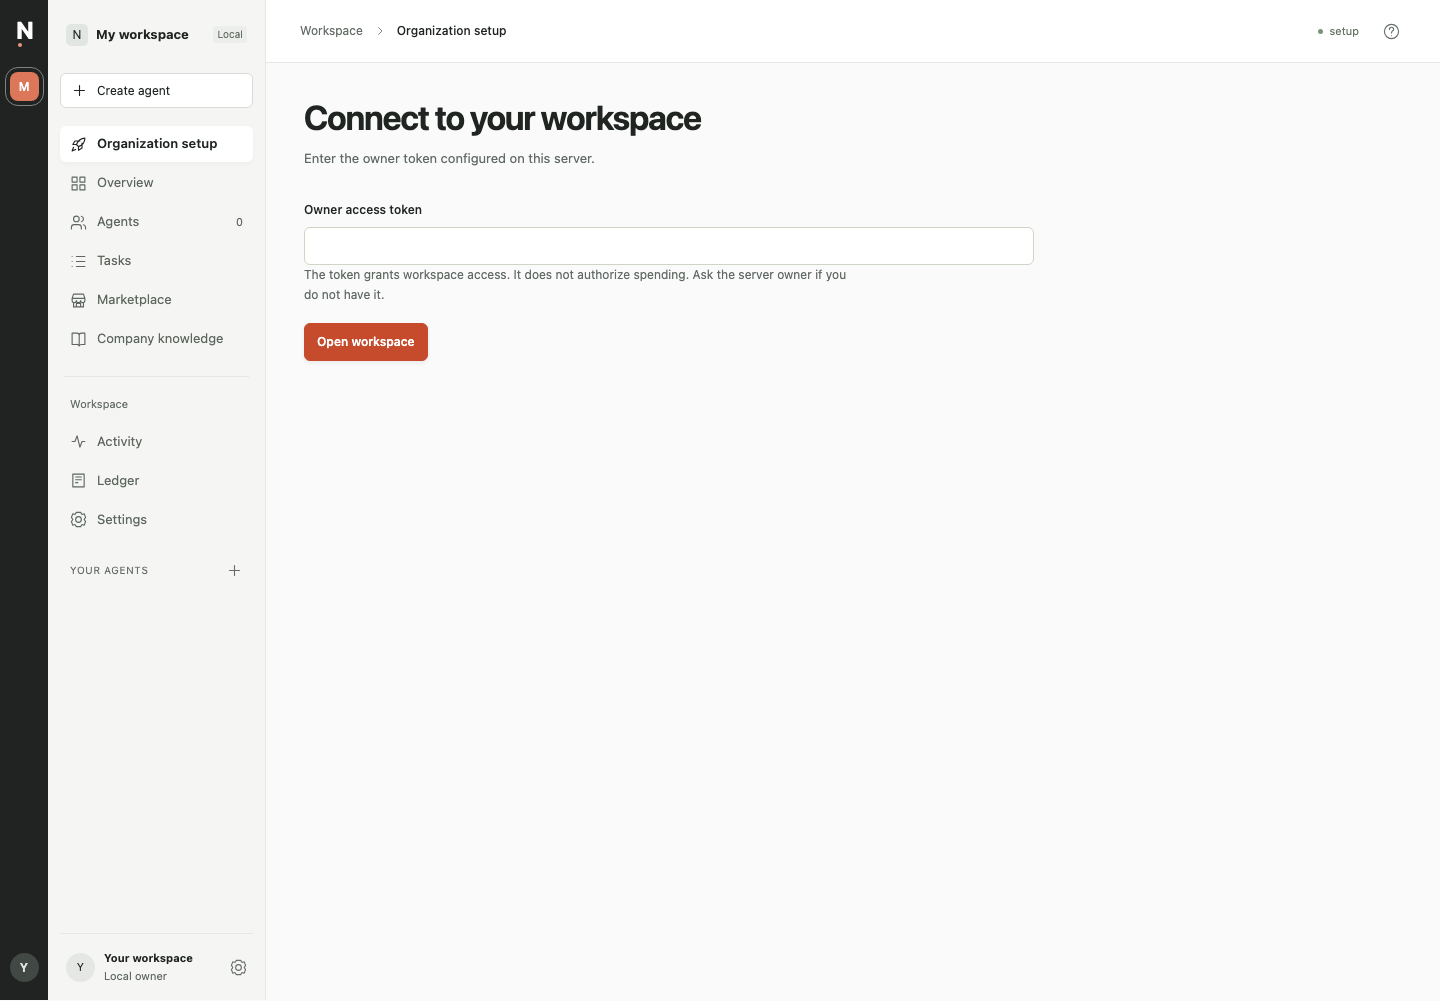 N
M
N
My workspace
Local
Create agent
Organization setup
Overview
Agents
0
Tasks
Marketplace
Company knowledge
Workspace
Activity
Ledger
Settings
YOUR AGENTS
Y
Y
Your workspace
Local owner
Workspace
Organization setup
setup
?
Connect to your workspace
Enter the owner token configured on this server.
Owner access token
The token grants workspace access. It does not authorize spending. Ask the server owner if you
do not have it.
Open workspace